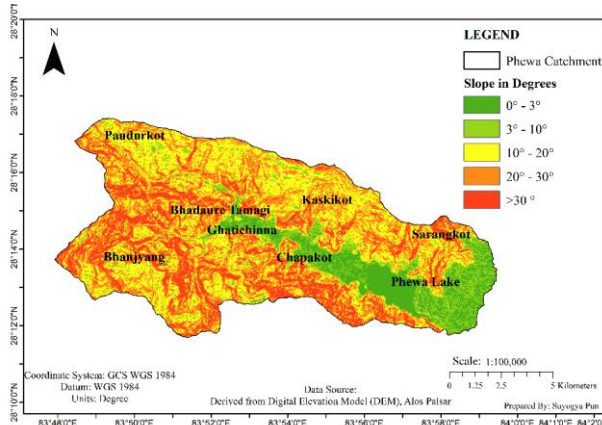 28°20'0"N
28°18'0"N
28°16'0"N
28°14'0"N
28°12'0"N
28°10'0"N
N
LEGEND
Phewa Catchment
Slope in Degrees
0° - 3°
3° - 10°
10° - 20°
20° - 30°
>30 °
Paudurkot
Kaskikot
Bhadaure Tamagi
Ghatichinna
Sarangkot
Bhanjyang
Chapakot
Phewa Lake
Coordinate System: GCS WGS 1984
Datum: WGS 1984
Units: Degree
Data Source:
Derived from Digital Elevation Model (DEM), Alos Palsar
Scale: 1:100,000
0 1.25 2.5 5 Kilometers
Prepared By: Suyogya Pun
83°48'0"E 83°50'0"E 83°52'0"E 83°54'0"E 83°56'0"E 83°58'0"E 84°0'0"E 84°2'0"E